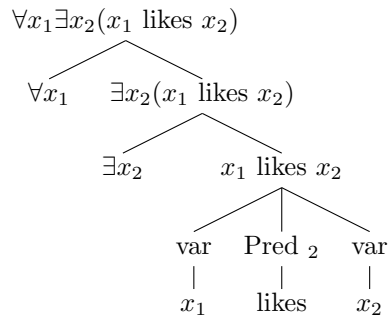 ∀x₁∃x₂(x₁ likes x₂)
∀x₁ ∃x₂(x₁ likes x₂)
∃x₂ x₁ likes x₂
var Pred ₂ var
x₁ likes x₂